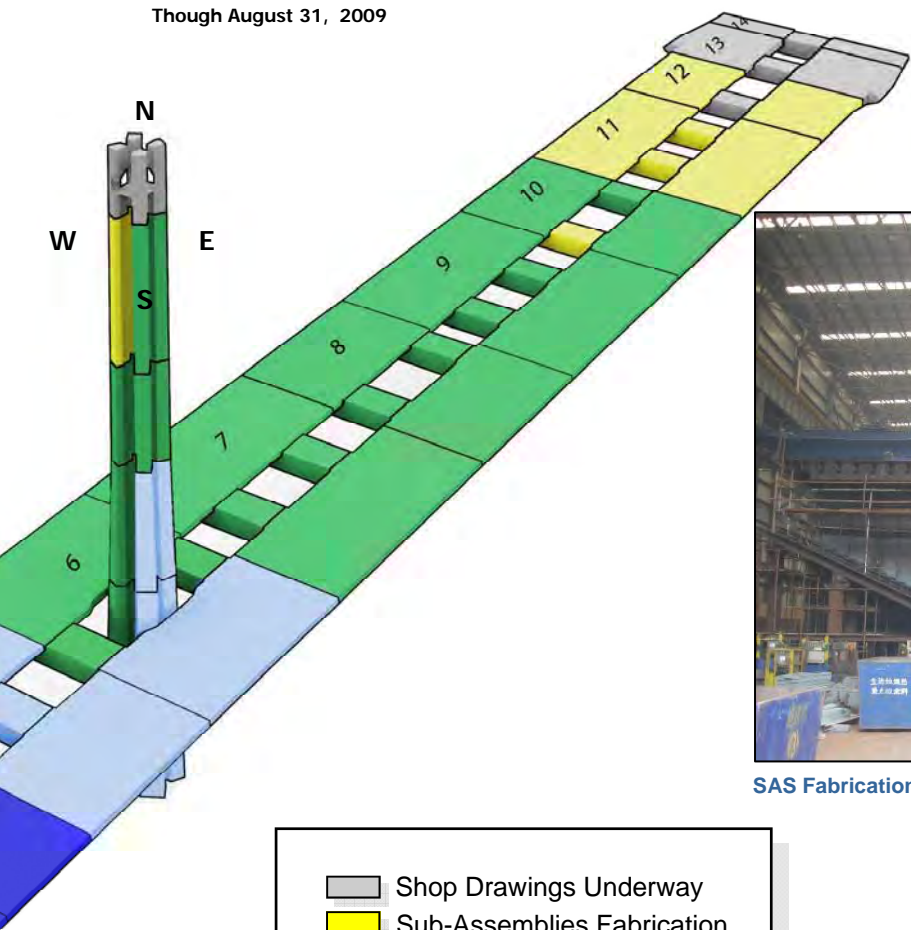 Though August 31, 2009
N
W
E
S
14
13
12
11
10
9
8
7
6
SAS Fabrication
Shop Drawings Underway
Sub-Assemblies Fabrication